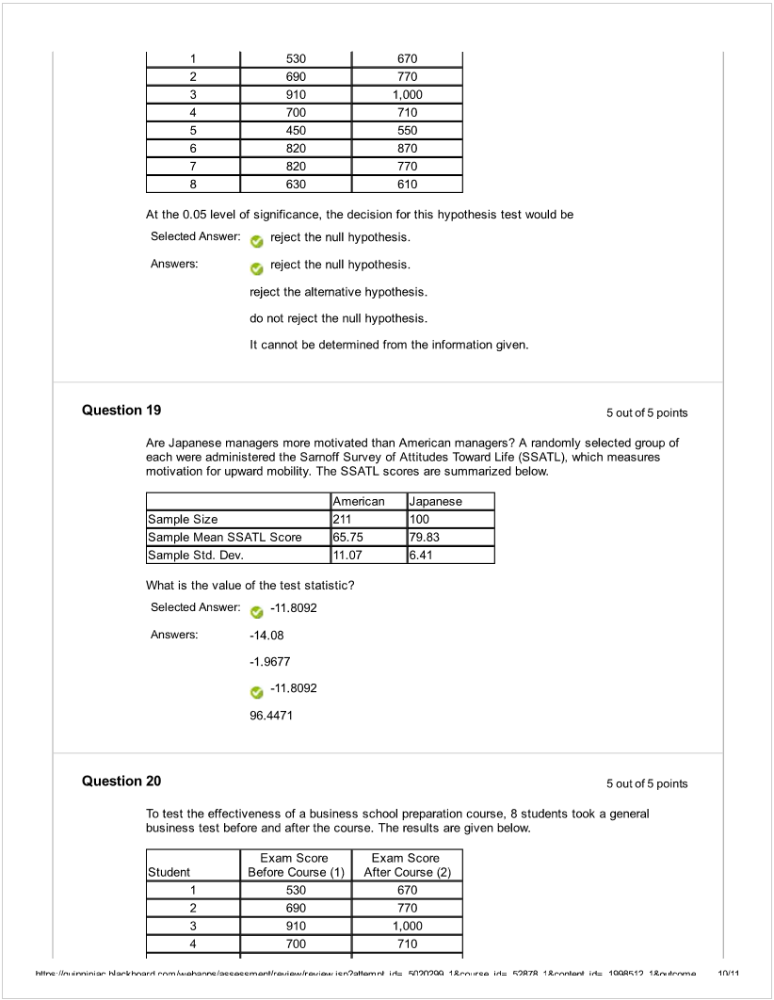 1 530 670
2 690 770
3 910 1,000
4 700 710
5 450 550
6 820 870
7 820 770
8 630 610
At the 0.05 level of significance, the decision for this hypothesis test would be
Selected Answer: reject the null hypothesis.
Answers: reject the null hypothesis.
reject the alternative hypothesis.
do not reject the null hypothesis.
It cannot be determined from the information given.
Question 19 5 out of 5 points
Are Japanese managers more motivated than American managers? A randomly selected group of
each were administered the Sarnoff Survey of Attitudes Toward Life (SSATL), which measures
motivation for upward mobility. The SSATL scores are summarized below.
American Japanese
Sample Size 211 100
Sample Mean SSATL Score 65.75 79.83
Sample Std. Dev. 11.07 6.41
What is the value of the test statistic?
Selected Answer: -11.8092
Answers: -14.08
-1.9677
-11.8092
96.4471
Question 20 5 out of 5 points
To test the effectiveness of a business school preparation course, 8 students took a general
business test before and after the course. The results are given below.
Student Exam Score Before Course (1) Exam Score After Course (2)
1 530 670
2 690 770
3 910 1,000
4 700 710
https://quinnipiac.blackboard.com/webapps/assessment/review/review.jsp?attempt_id=_5020299_1&course_id=_52878_1&content_id=_1998512_1&outcome... 10/11